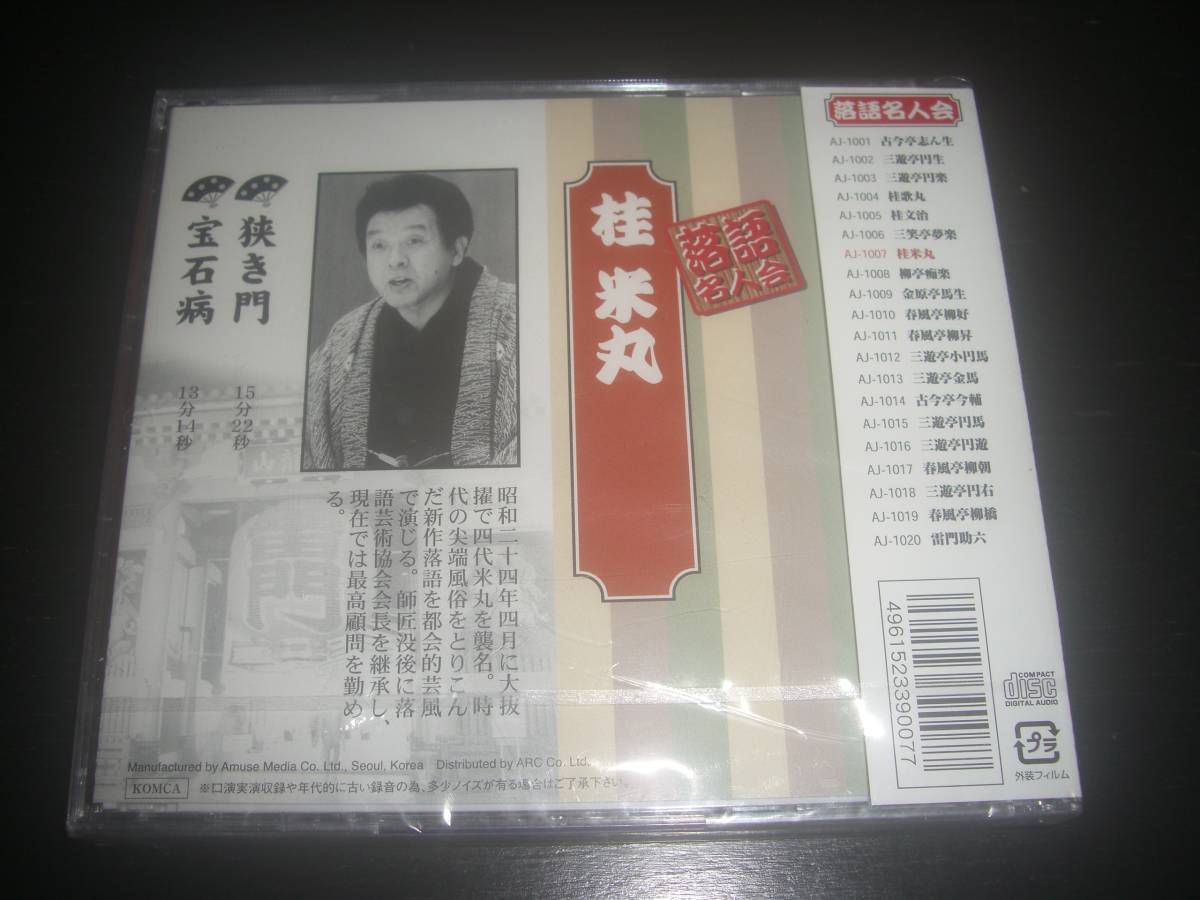 狭き門
15分22秒
宝石病
13分14秒
桂 米丸
落語
名人会
昭和二十四年四月に大抜
擢で四代米丸を襲名。時
代の尖端風俗をとりこん
だ新作落語を都会的芸風
で演じる。師匠没後に落
語芸術協会会長を継承し、
現在では最高顧問を勤め
る。
Manufactured by Amuse Media Co. Ltd., Seoul, Korea Distributed by ARC Co. Ltd.
KOMCA
※口演実演収録や年代的に古い録音の為、多少ノイズが有る場合はご了承下さい。
落語名人会
AJ-1001 古今亭志ん生
AJ-1002 三遊亭円生
AJ-1003 三遊亭円楽
AJ-1004 桂歌丸
AJ-1005 桂文治
AJ-1006 三笑亭夢楽
AJ-1007 桂米丸
AJ-1008 柳亭痴楽
AJ-1009 金原亭馬生
AJ-1010 春風亭柳好
AJ-1011 春風亭柳昇
AJ-1012 三遊亭小円馬
AJ-1013 三遊亭金馬
AJ-1014 古今亭今輔
AJ-1015 三遊亭円馬
AJ-1016 三遊亭円遊
AJ-1017 春風亭柳朝
AJ-1018 三遊亭円右
AJ-1019 春風亭柳橋
AJ-1020 雷門助六
4961523390077
COMPACT
disc
DIGITAL AUDIO
プラ
外装フィルム